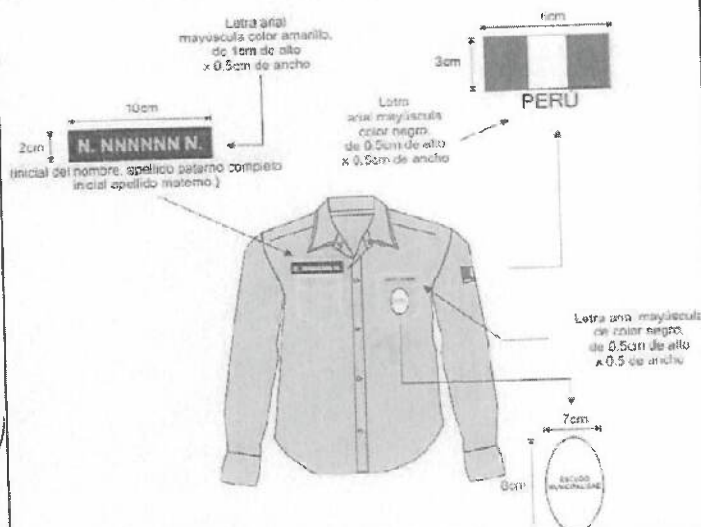 Letra arial
mayúscula color amarillo,
de 1cm de alto
x 0.5cm de ancho
6cm
3cm
PERÚ
Letra
arial mayúscula
color negro,
de 0.5cm de alto
x 0.5cm de ancho
10cm
2cm
N. NNNNNN N.
(inicial del nombre, apellido paterno completo
inicial apellido materno.)
Letra arial mayúscula
de color negro,
de 0.5cm de alto
x 0.5 de ancho
7cm
8cm
ESCUDO
MUNICIPALIDAD